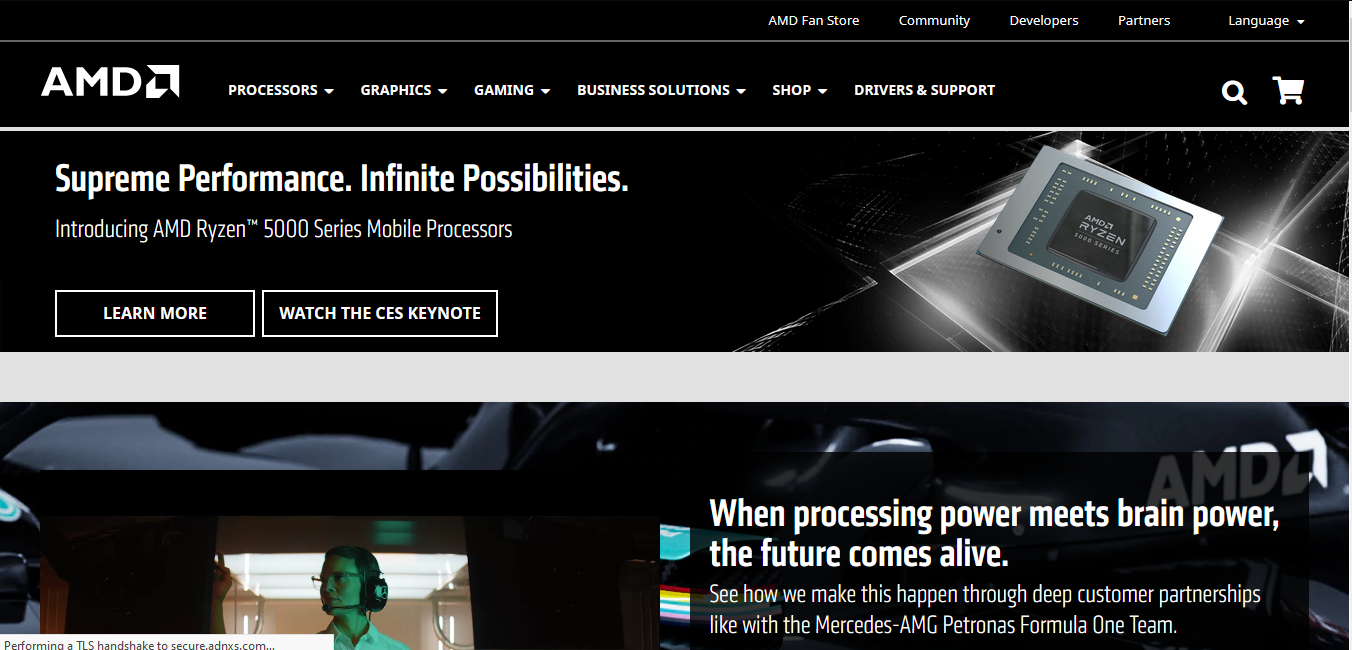 AMD Fan Store Community Developers Partners Language
AMD PROCESSORS GRAPHICS GAMING BUSINESS SOLUTIONS SHOP DRIVERS & SUPPORT
Supreme Performance. Infinite Possibilities.
Introducing AMD Ryzen™ 5000 Series Mobile Processors
LEARN MORE WATCH THE CES KEYNOTE
AMD
RYZEN
5000 SERIES
AMD
When processing power meets brain power,
the future comes alive.
See how we make this happen through deep customer partnerships
like with the Mercedes-AMG Petronas Formula One Team.
Performing a TLS handshake to secure.adnxs.com...